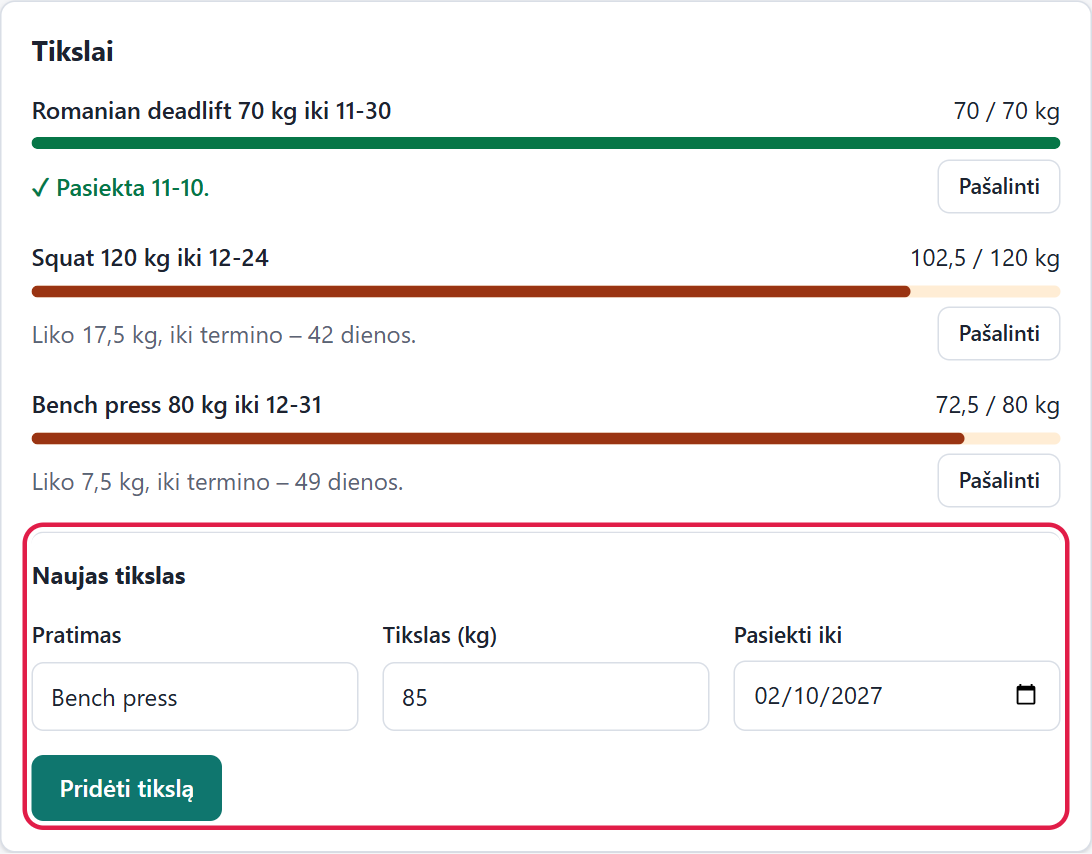 Tikslai
Romanian deadlift 70 kg iki 11-30
70 / 70 kg
✓ Pasiekta 11-10.
Pašalinti
Squat 120 kg iki 12-24
102,5 / 120 kg
Liko 17,5 kg, iki termino – 42 dienos.
Pašalinti
Bench press 80 kg iki 12-31
72,5 / 80 kg
Liko 7,5 kg, iki termino – 49 dienos.
Pašalinti
Naujas tikslas
Pratimas
Tikslas (kg)
Pasiekti iki
Bench press
85
02/10/2027
Pridėti tikslą